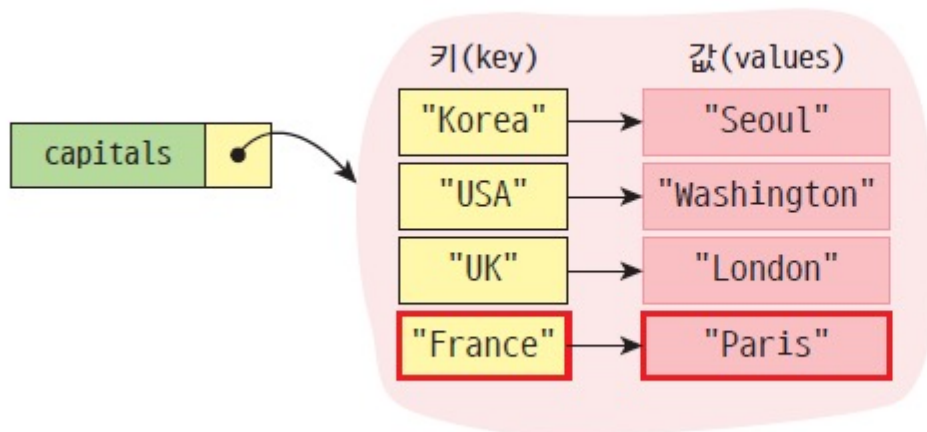 키(key) 값(values)
"Korea" "Seoul"
capitals
"USA" "Washington"
"UK" "London"
"France" "Paris"